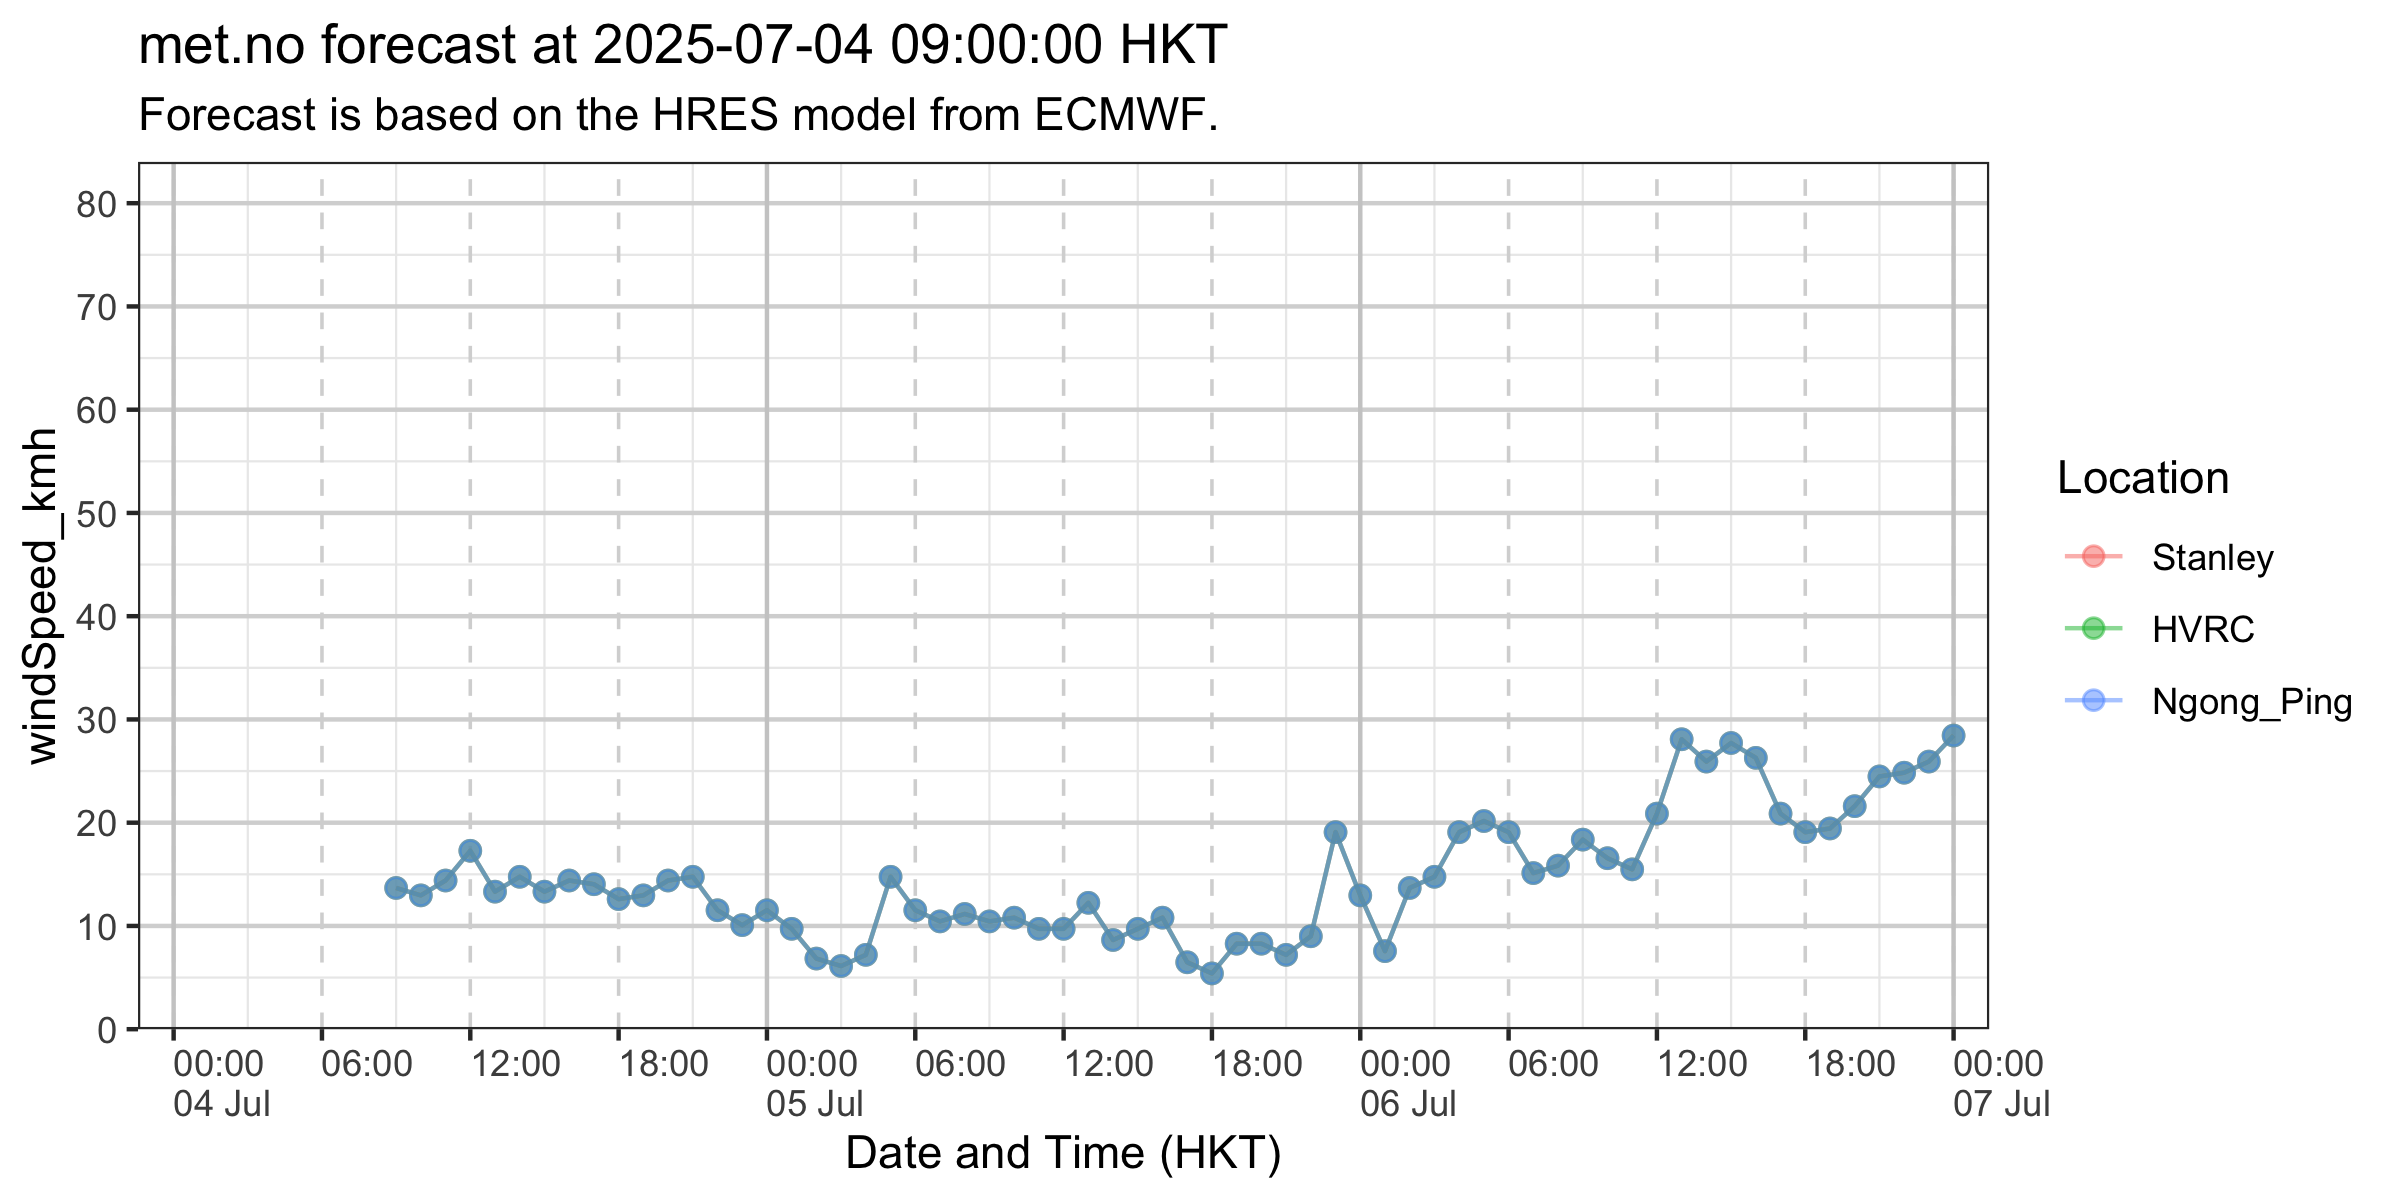 met.no forecast at 2025-07-04 09:00:00 HKT
Forecast is based on the HRES model from ECMWF.
windSpeed_kmh
80
70
60
50
40
30
20
10
0
00:00 06:00 12:00 18:00 00:00 06:00 12:00 18:00 00:00 06:00 12:00 18:00 00:00
04 Jul 05 Jul 06 Jul 07 Jul
Date and Time (HKT)
Location
Stanley
HVRC
Ngong_Ping